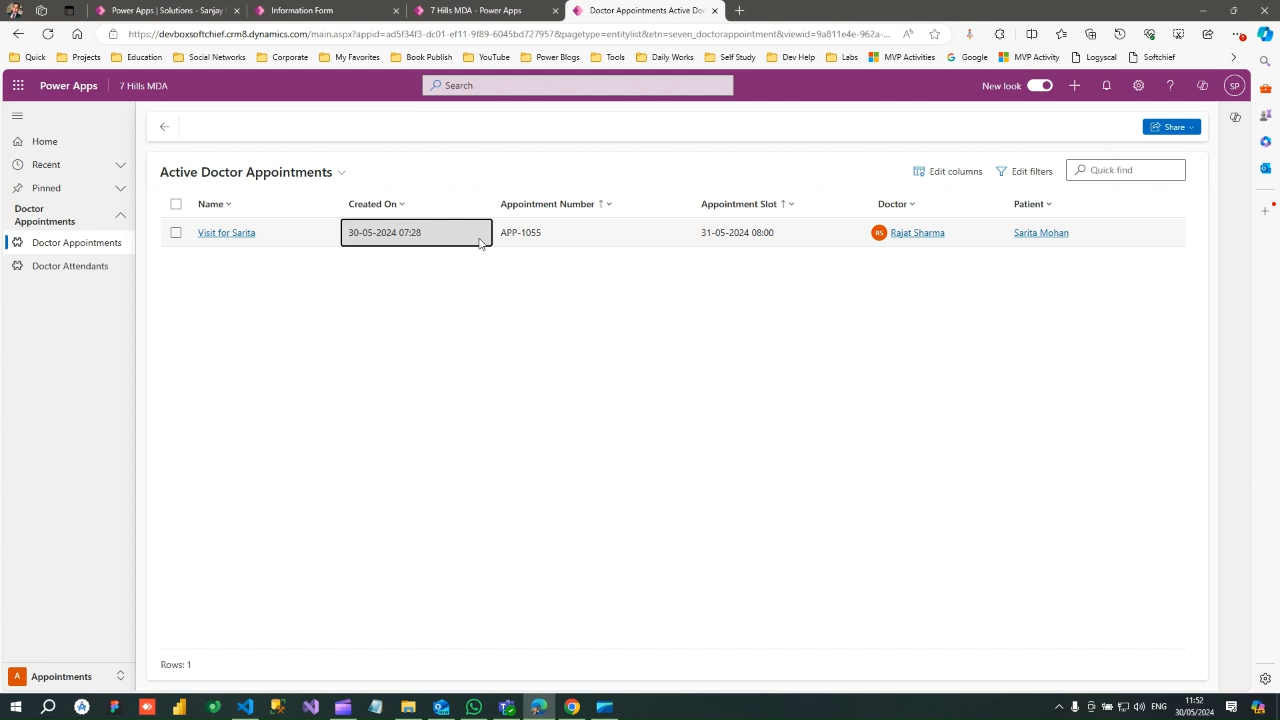 Power Apps | Solutions - Sanjay S
Information Form
7 Hills MDA - Power Apps
Doctor Appointments Active Doc
https://devboxsoftchief.crm8.dynamics.com/main.aspx?appid=ad5f34f3-dc01-ef11-9f89-6045bd727957&pagetype=entitylist&etn=seven_doctorappointment&viewid=9a811e4e-962a-...
Quick Projects Education Social Networks Corporate My Favorites Book Publish YouTube Power Blogs Tools Daily Works Self Study Dev Help Labs MVP Activities Google MVP Activity Logyscal Softchief
Power Apps 7 Hills MDA Search New look SP
Home
Recent
Pinned
Doctor
Appointments
Doctor Appointments
Doctor Attendants
Share
Active Doctor Appointments
Edit columns Edit filters Quick find
Name Created On Appointment Number Appointment Slot Doctor Patient
Visit for Sarita 30-05-2024 07:28 APP-1055 31-05-2024 08:00 RS Rajat Sharma Sarita Mohan
Rows: 1
A Appointments
ENG
11:52
30/05/2024